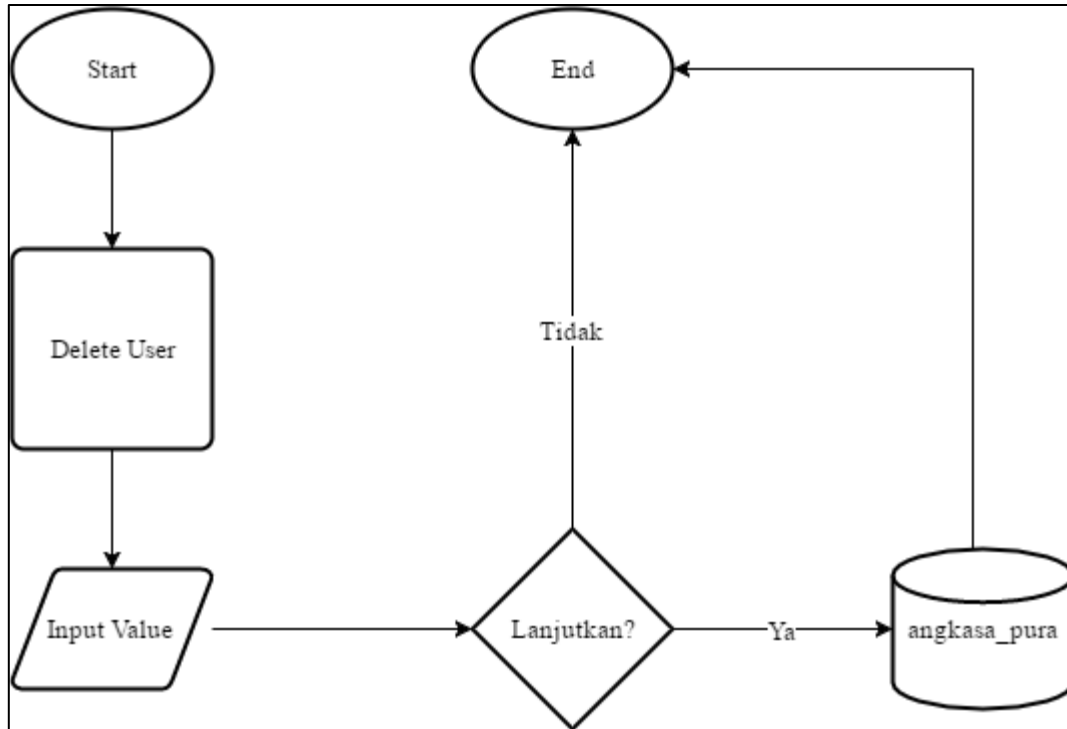 Start
End
Delete User
Tidak
Input Value
Lanjutkan?
Ya
angkasa_pura